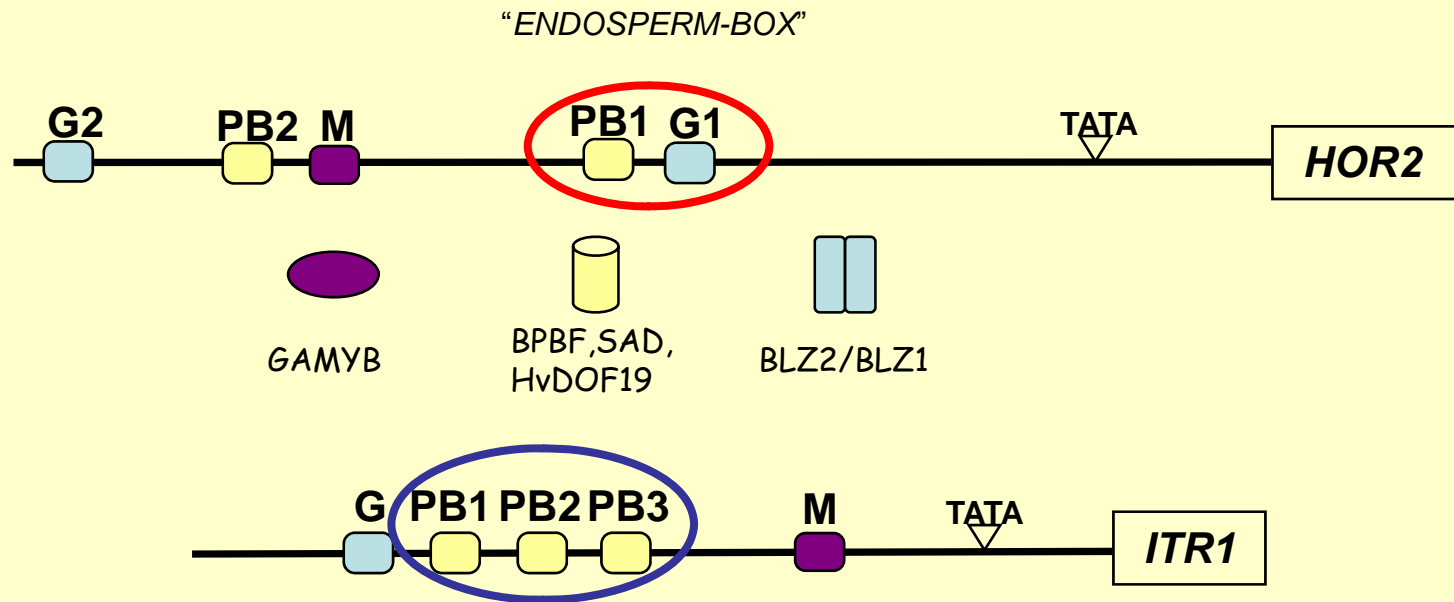 “ENDOSPERM-BOX”
G2 PB2 M PB1 G1 TATA
HOR2
GAMYB
BPBF,SAD,
HvDOF19
BLZ2/BLZ1
G PB1 PB2 PB3 M TATA
ITR1